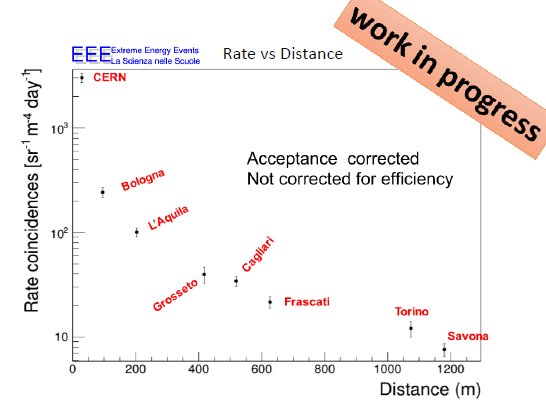 EEE Extreme Energy Events
La Scienza nelle Scuole
Rate vs Distance
work in progress
Rate coincidences [sr⁻¹ m⁻⁴ day⁻¹]
10³
10²
10
CERN
Bologna
L'Aquila
Grosseto
Cagliari
Frascati
Torino
Savona
Acceptance corrected
Not corrected for efficiency
0 200 400 600 800 1000 1200
Distance (m)